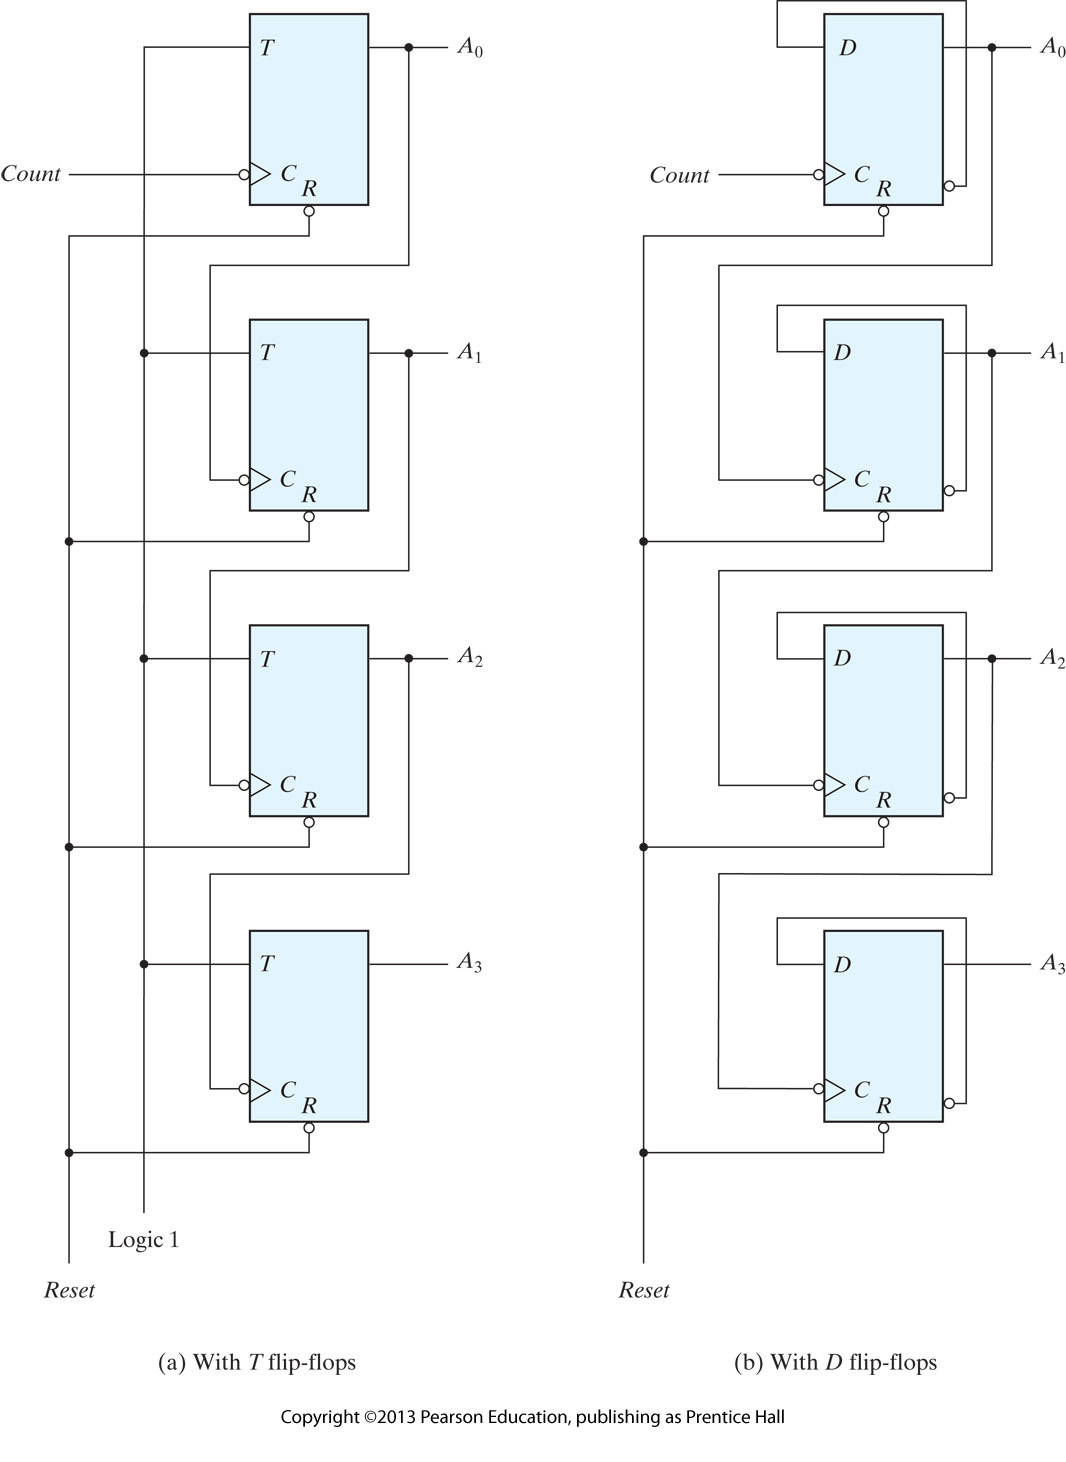 T
A₀
Count
C
R
T
A₁
C
R
T
A₂
C
R
T
A₃
C
R
Logic 1
Reset
(a) With T flip-flops
D
A₀
Count
C
R
D
A₁
C
R
D
A₂
C
R
D
A₃
C
R
Reset
(b) With D flip-flops
Copyright ©2013 Pearson Education, publishing as Prentice Hall